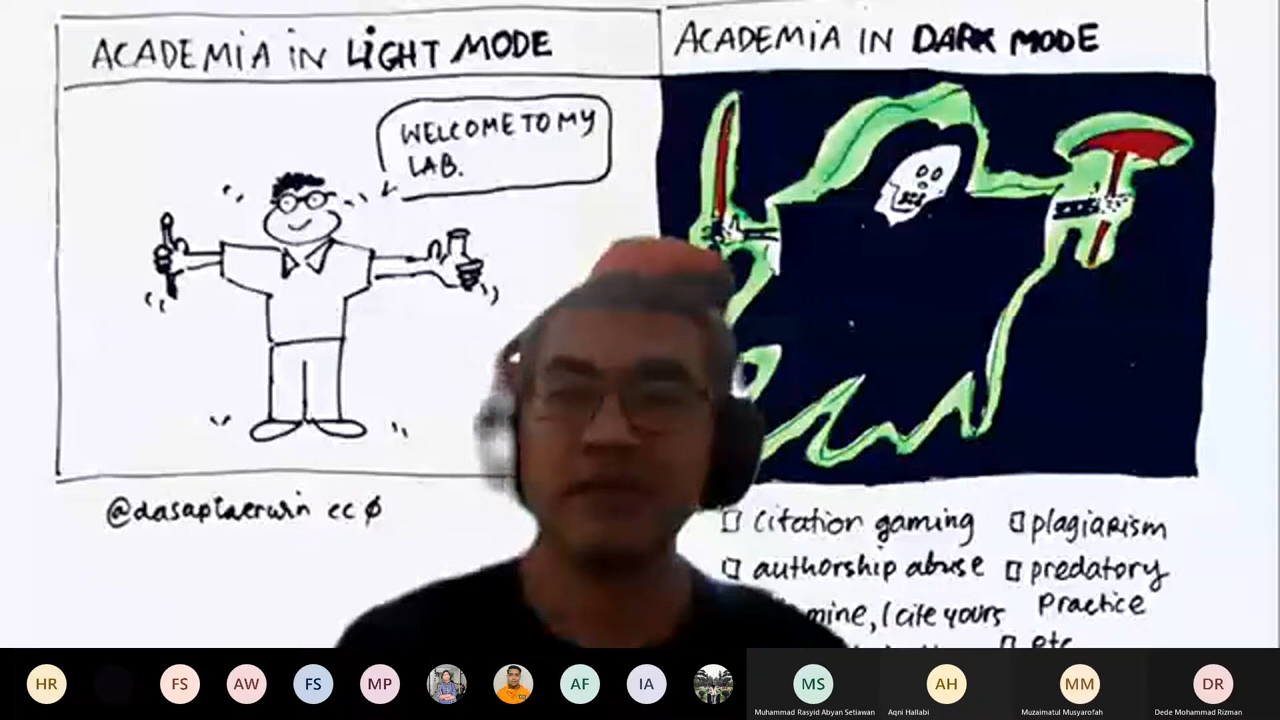 ACADEMIA IN LIGHT MODE
ACADEMIA IN DARK MODE
WELCOME TO MY
LAB.
@dasaptaerwin cc ø
citation gaming
plagiarism
authorship abuse
predatory
Practice
mine, I cite yours
etc
HR
FS
AW
FS
MP
AF
IA
MS
AH
MM
DR
Muhammad Rasyid Abyan Setiawan
Aqni Hallabi
Muzaimatul Musyarofah
Dede Mohammad Rizman